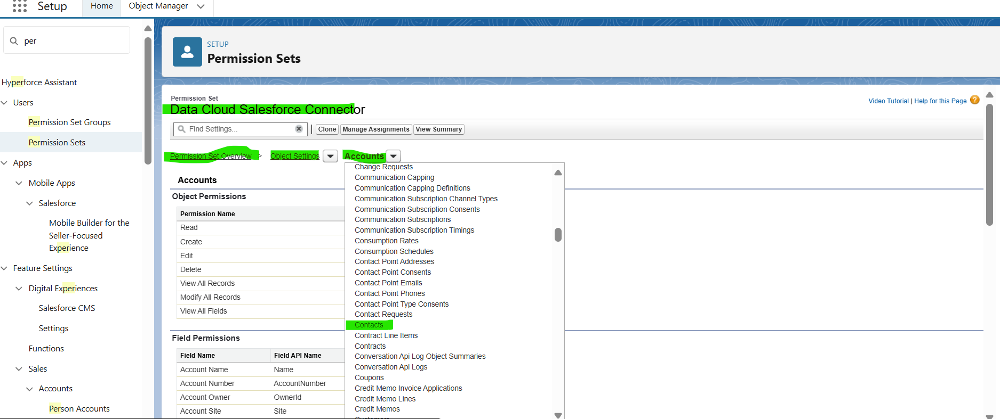 Setup
Home
Object Manager
per
Hyperforce Assistant
Users
Permission Set Groups
Permission Sets
Apps
Mobile Apps
Salesforce
Mobile Builder for the
Seller-Focused
Experience
Feature Settings
Digital Experiences
Salesforce CMS
Settings
Functions
Sales
Accounts
Person Accounts
SETUP
Permission Sets
Permission Set
Data Cloud Salesforce Connector
Video Tutorial | Help for this Page ?
Find Settings... | Clone Manage Assignments View Summary
Permission Set Overview > Object Settings Accounts
Accounts
Object Permissions
Permission Name
Read
Create
Edit
Delete
View All Records
Modify All Records
View All Fields
Field Permissions
Field Name Field API Name
Account Name Name
Account Number AccountNumber
Account Owner OwnerId
Account Site Site
Change Requests
Communication Capping
Communication Capping Definitions
Communication Subscription Channel Types
Communication Subscription Consents
Communication Subscriptions
Communication Subscription Timings
Consumption Rates
Consumption Schedules
Contact Point Addresses
Contact Point Consents
Contact Point Emails
Contact Point Phones
Contact Point Type Consents
Contact Requests
Contacts
Contract Line Items
Contracts
Conversation Api Log Object Summaries
Conversation Api Logs
Coupons
Credit Memo Invoice Applications
Credit Memo Lines
Credit Memos
Customers